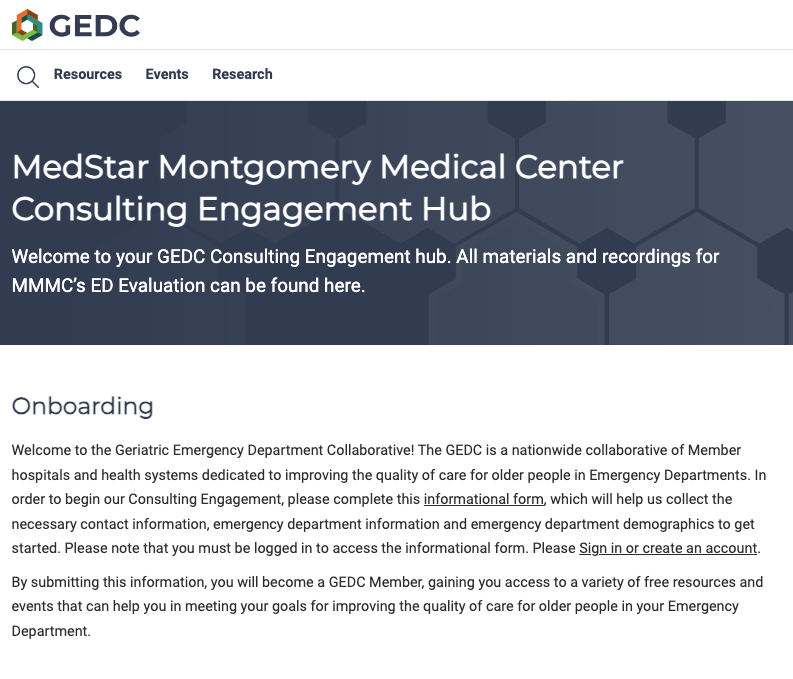 GEDC
Resources Events Research
MedStar Montgomery Medical Center
Consulting Engagement Hub
Welcome to your GEDC Consulting Engagement hub. All materials and recordings for
MMMC’s ED Evaluation can be found here.
Onboarding
Welcome to the Geriatric Emergency Department Collaborative! The GEDC is a nationwide collaborative of Member
hospitals and health systems dedicated to improving the quality of care for older people in Emergency Departments. In
order to begin our Consulting Engagement, please complete this informational form, which will help us collect the
necessary contact information, emergency department information and emergency department demographics to get
started. Please note that you must be logged in to access the informational form. Please Sign in or create an account.
By submitting this information, you will become a GEDC Member, gaining you access to a variety of free resources and
events that can help you in meeting your goals for improving the quality of care for older people in your Emergency
Department.